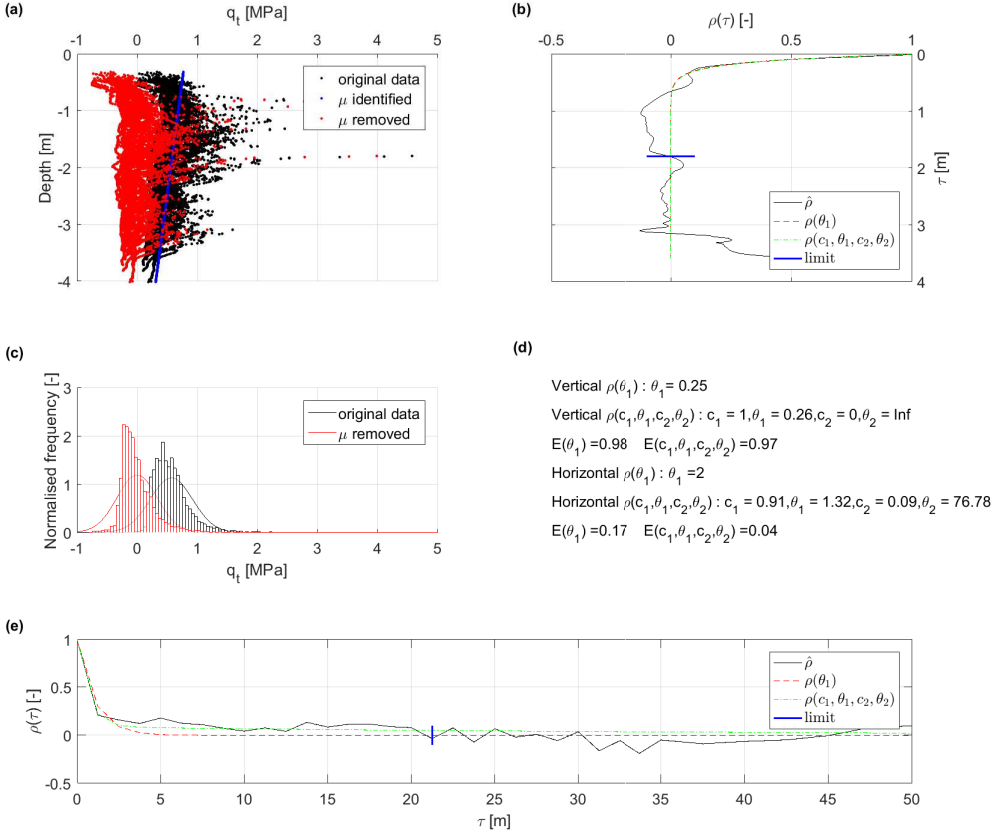 (a)
q_t [MPa]
-1 0 1 2 3 4 5
0
-1
-2
-3
-4
Depth [m]
original data
μ identified
μ removed
(b)
ρ(τ) [-]
-0.5 0 0.5 1
0
1
2
3
4
τ [m]
ρ̂
ρ(θ₁)
ρ(c₁, θ₁, c₂, θ₂)
limit
(c)
3
2
1
0
Normalised frequency [-]
original data
μ removed
-1 0 1 2 3 4 5
q_t [MPa]
(d)
Vertical ρ(θ₁) : θ₁= 0.25
Vertical ρ(c₁,θ₁,c₂,θ₂) : c₁ = 1,θ₁ = 0.26,c₂ = 0,θ₂ = Inf
E(θ₁) =0.98 E(c₁,θ₁,c₂,θ₂) =0.97
Horizontal ρ(θ₁) : θ₁ =2
Horizontal ρ(c₁,θ₁,c₂,θ₂) : c₁ = 0.91,θ₁ = 1.32,c₂ = 0.09,θ₂ = 76.78
E(θ₁) =0.17 E(c₁,θ₁,c₂,θ₂) =0.04
(e)
1
0.5
0
-0.5
ρ(τ) [-]
ρ̂
ρ(θ₁)
ρ(c₁, θ₁, c₂, θ₂)
limit
0 5 10 15 20 25 30 35 40 45 50
τ [m]